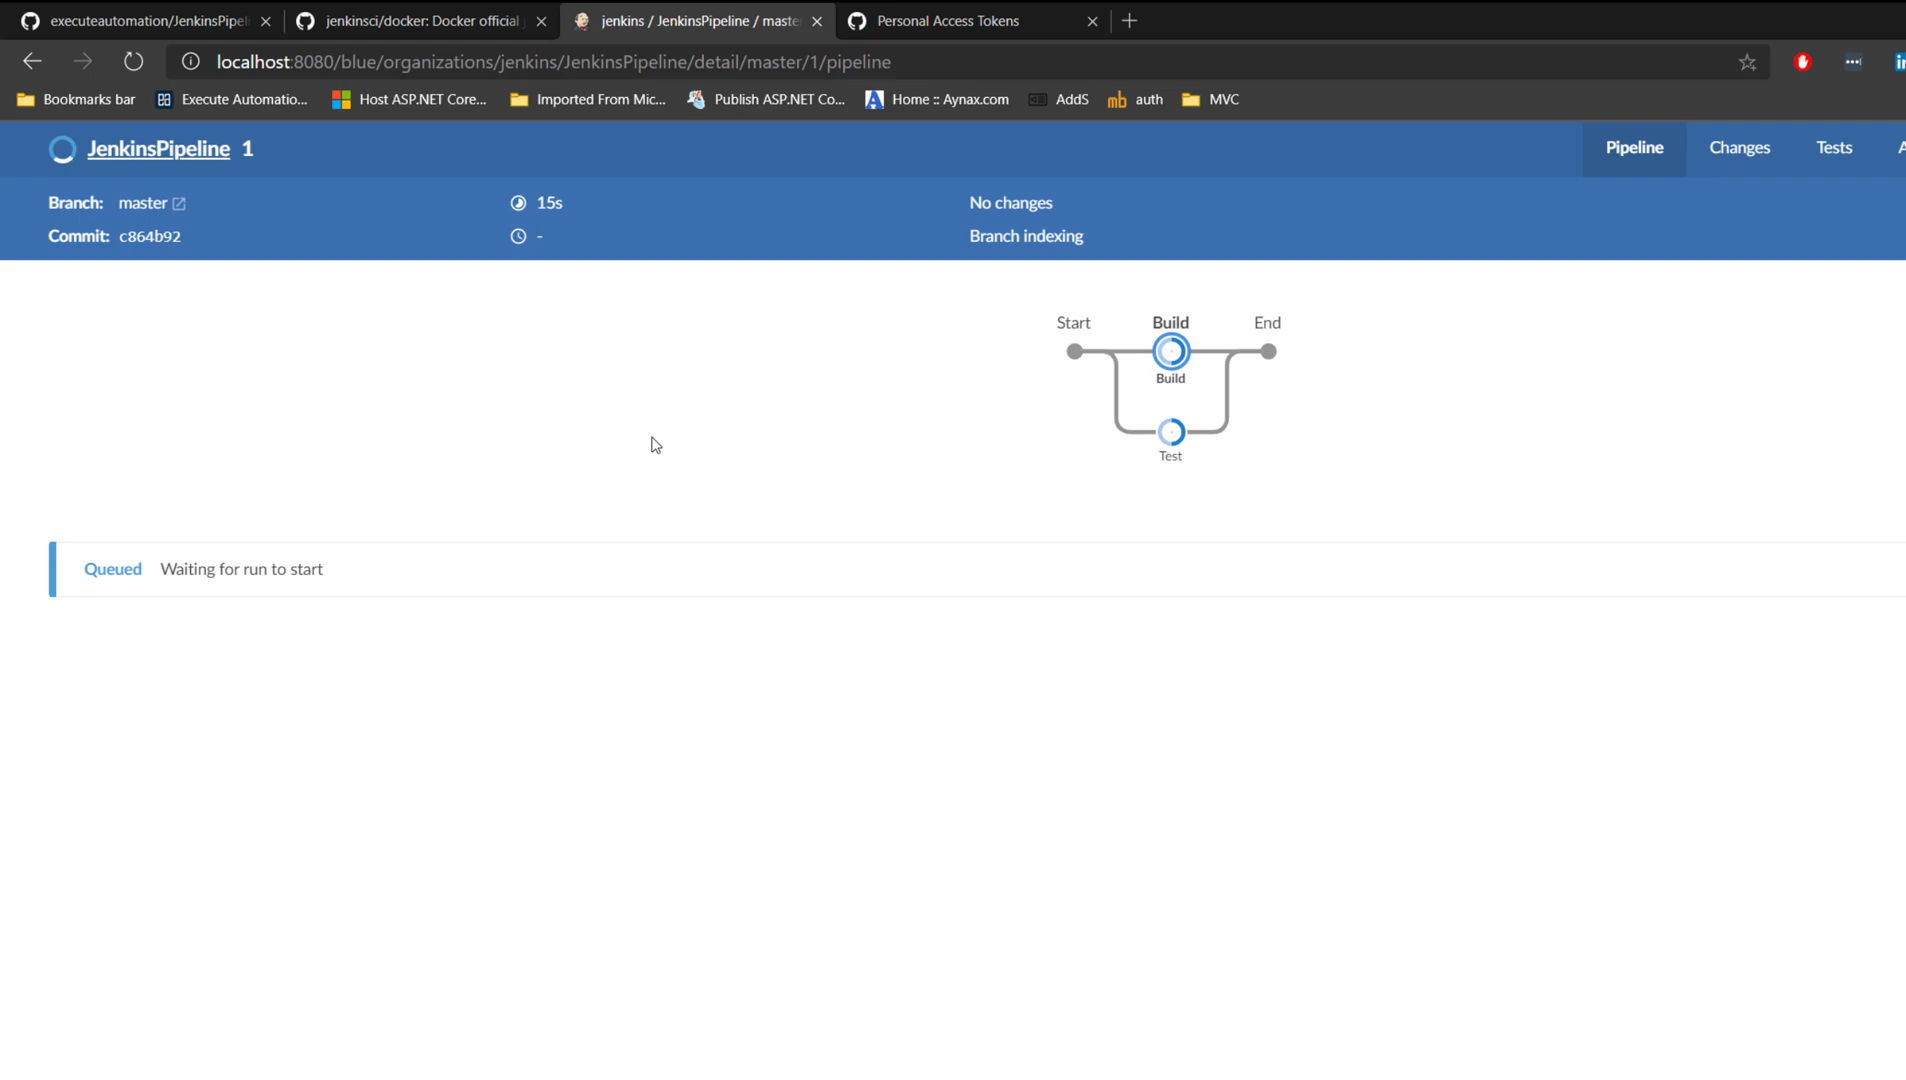 executeautomation/JenkinsPipeli
jenkinsci/docker: Docker official j
jenkins / JenkinsPipeline / maste
Personal Access Tokens
localhost:8080/blue/organizations/jenkins/JenkinsPipeline/detail/master/1/pipeline
Bookmarks bar
Execute Automatio...
Host ASP.NET Core...
Imported From Mic...
Publish ASP.NET Co...
Home :: Aynax.com
AddS
auth
MVC
JenkinsPipeline 1
Pipeline
Changes
Tests
A
Branch: master
15s
No changes
Commit: c864b92
-
Branch indexing
Start
Build
End
Build
Test
Queued Waiting for run to start